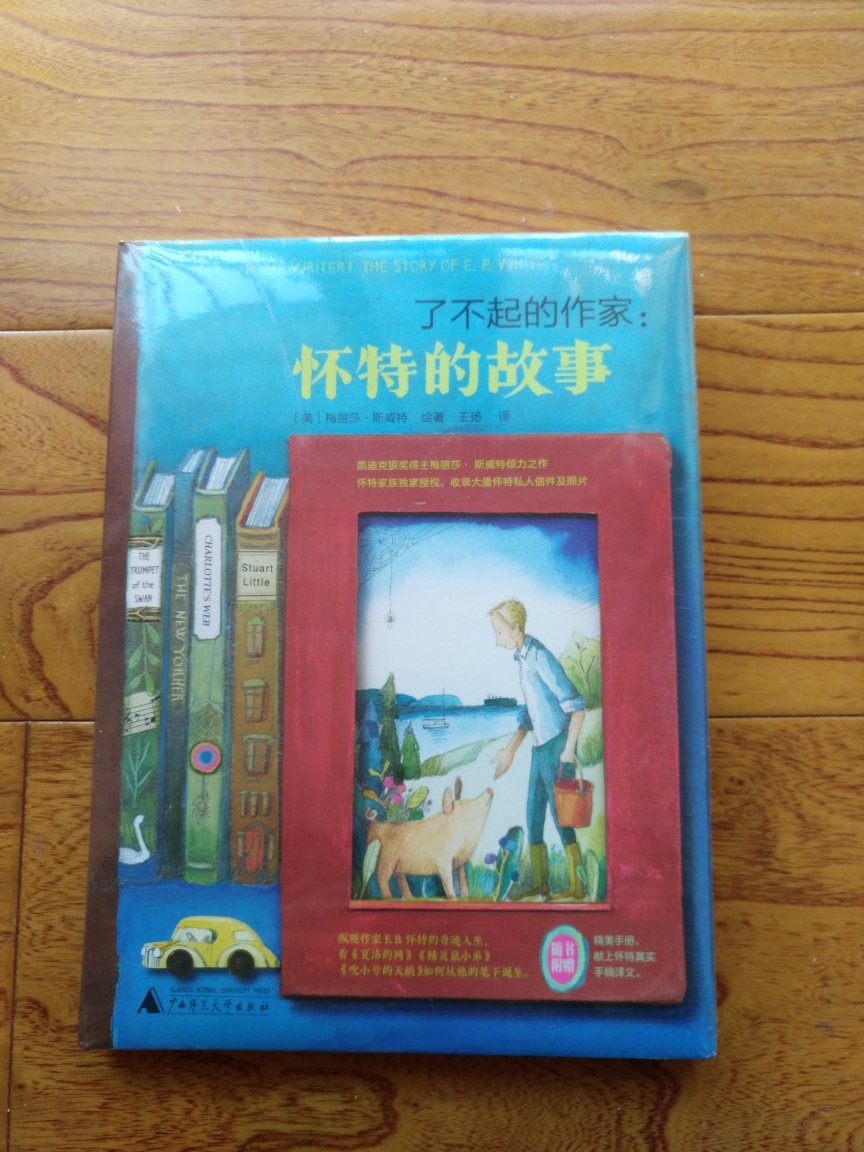 WRITER! THE STORY OF E. B. WHITE
了不起的作家：
怀特的故事
［美］梅丽莎·斯威特 绘著 王扬 译
凯迪克银奖得主梅丽莎·斯威特倾力之作
怀特家族独家授权，收录大量怀特私人信件及照片
THE
TRUMPET
of the
SWAN
THE NEW YORKER
CHARLOTTE'S WEB
Stuart
Little
纵观作家E.B.怀特的奇迹人生，
看《夏洛的网》《精灵鼠小弟》
《吹小号的天鹅》如何从他的笔下诞生。
随书
附赠
精美手册，
献上怀特真实
手稿译文。
GUANGXI NORMAL UNIVERSITY PRESS
广西师范大学出版社